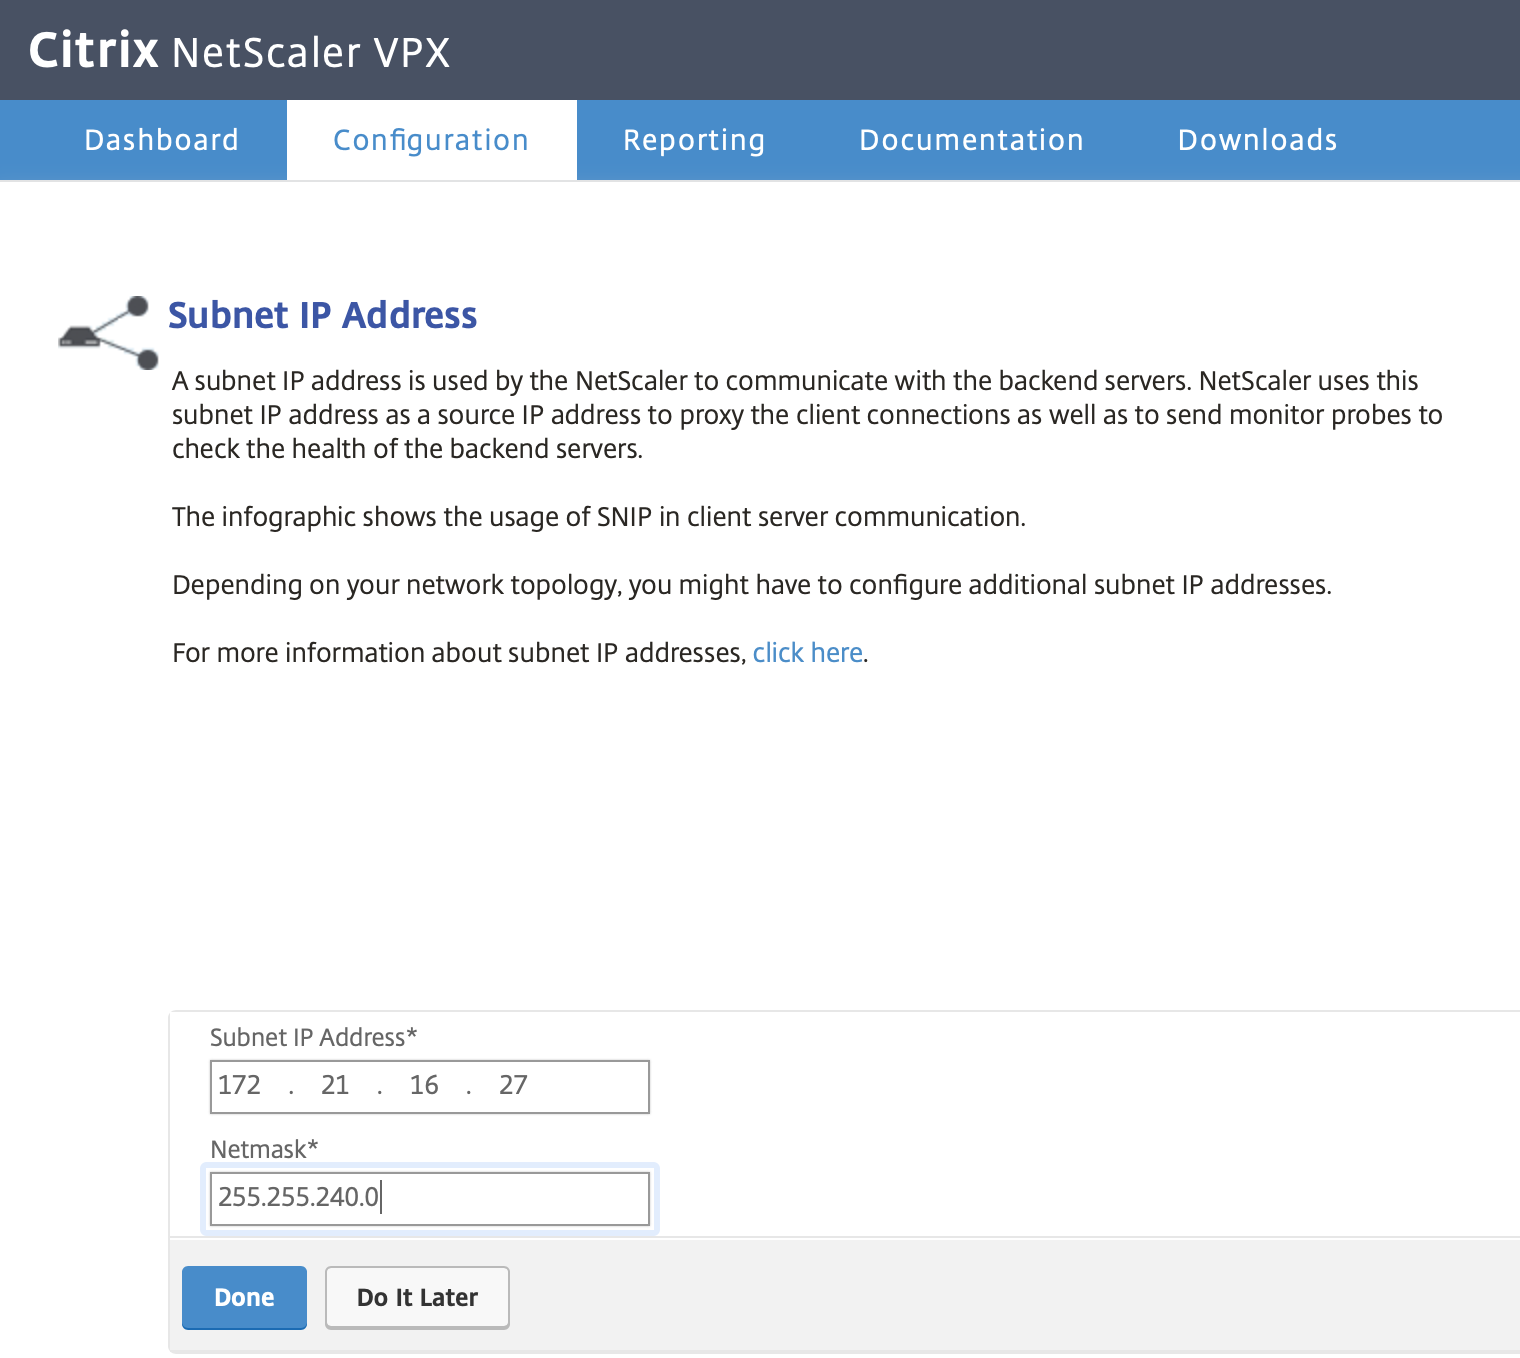 Citrix NetScaler VPX
Dashboard Configuration Reporting Documentation Downloads
Subnet IP Address
A subnet IP address is used by the NetScaler to communicate with the backend servers. NetScaler uses this
subnet IP address as a source IP address to proxy the client connections as well as to send monitor probes to
check the health of the backend servers.
The infographic shows the usage of SNIP in client server communication.
Depending on your network topology, you might have to configure additional subnet IP addresses.
For more information about subnet IP addresses, click here.
Subnet IP Address*
172 . 21 . 16 . 27
Netmask*
255.255.240.0
Done Do It Later